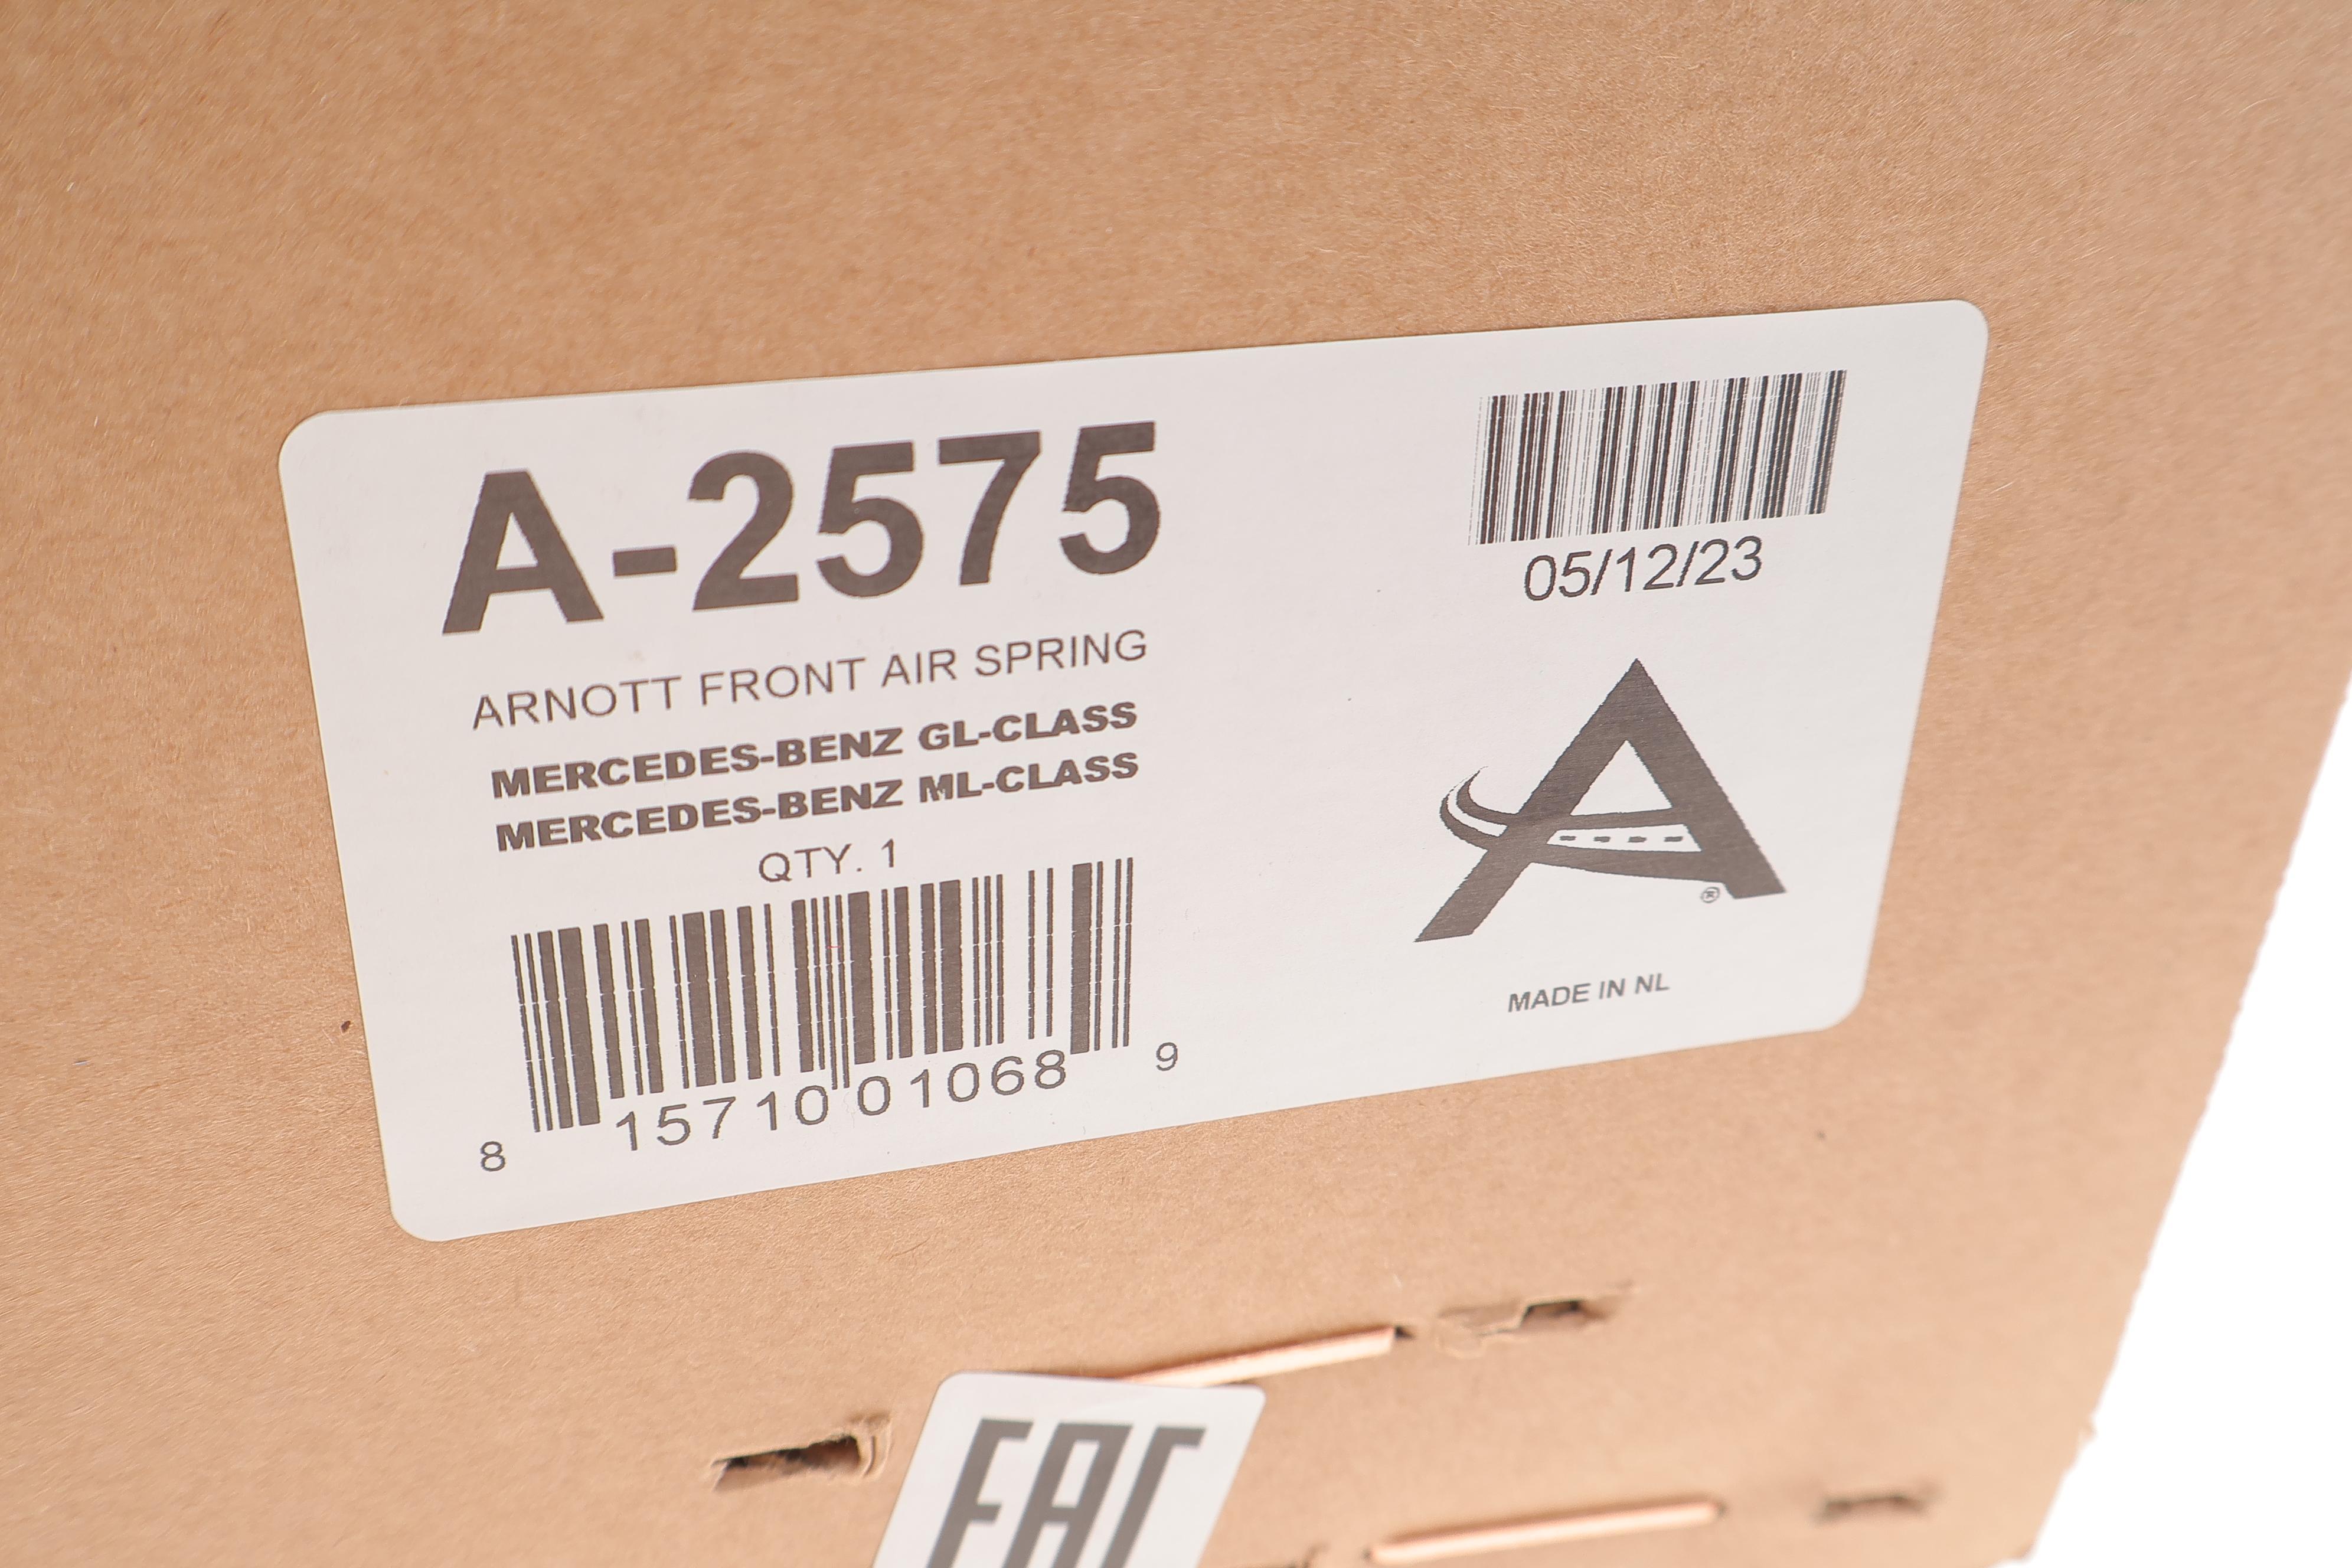 A-2575
ARNOTT FRONT AIR SPRING
MERCEDES-BENZ GL-CLASS
MERCEDES-BENZ ML-CLASS
QTY. 1
8 15710 01068 9
05/12/23
®
MADE IN NL
EAC